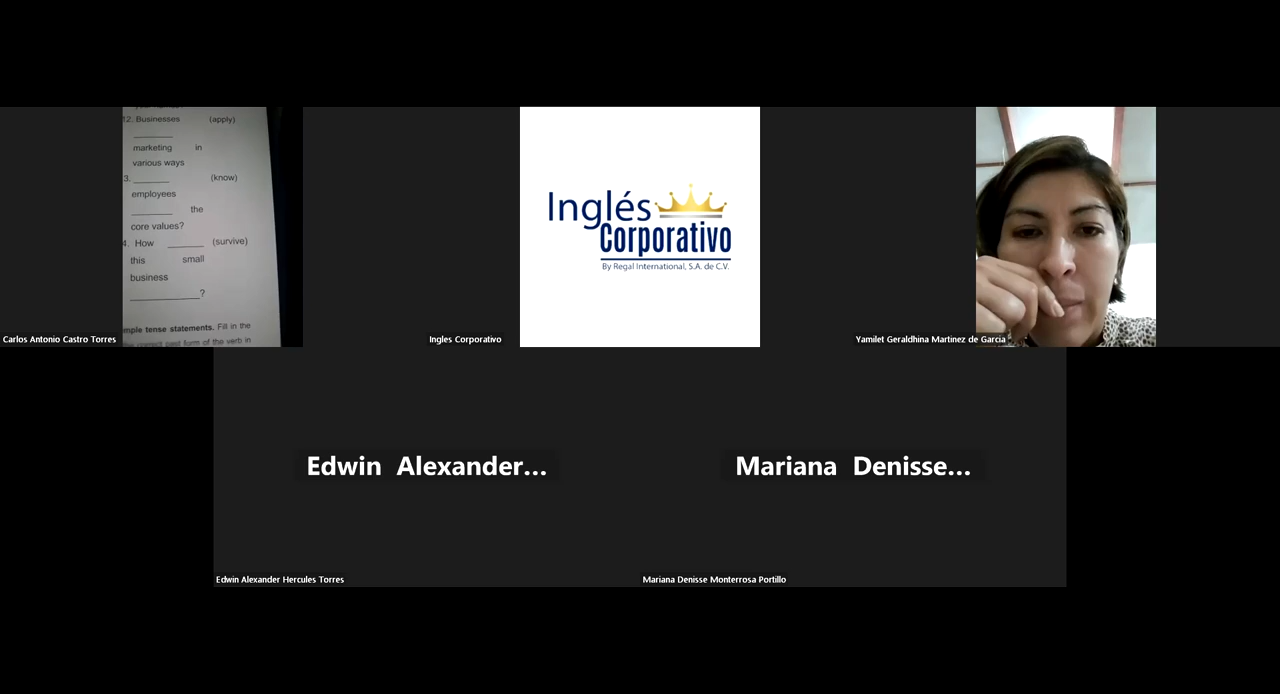 12. Businesses (apply)
marketing in
various ways
3. (know)
employees
the
core values?
4. How (survive)
this small
business
?
mple tense statements. Fill in the
the correct past form of the verb in
Carlos Antonio Castro Torres
Inglés
Corporativo
By Regal International, S.A. de C.V.
Ingles Corporativo
Yamilet Geraldhina Martinez de Garcia
Edwin Alexander...
Edwin Alexander Hercules Torres
Mariana Denisse...
Mariana Denisse Monterrosa Portillo